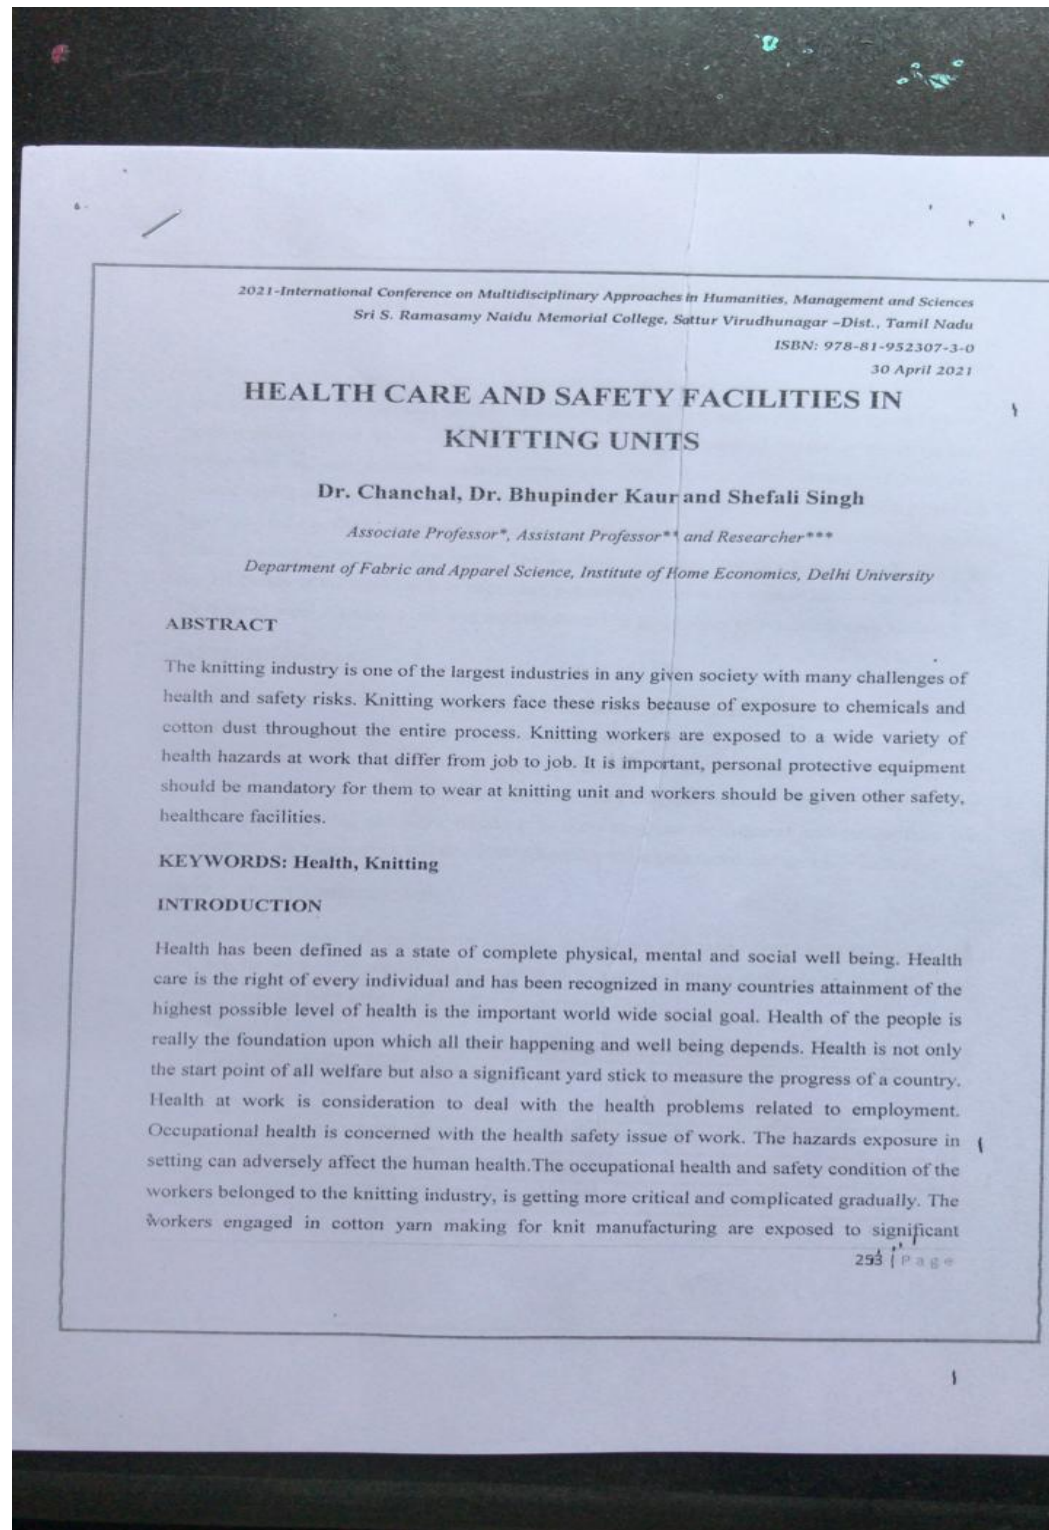 2021-International Conference on Multidisciplinary Approaches in Humanities, Management and Sciences
Sri S. Ramasamy Naidu Memorial College, Sattur Virudhunagar –Dist., Tamil Nadu
ISBN: 978-81-952307-3-0
30 April 2021
HEALTH CARE AND SAFETY FACILITIES IN
KNITTING UNITS
Dr. Chanchal, Dr. Bhupinder Kaur and Shefali Singh
Associate Professor*, Assistant Professor** and Researcher***
Department of Fabric and Apparel Science, Institute of Home Economics, Delhi University
ABSTRACT
The knitting industry is one of the largest industries in any given society with many challenges of
health and safety risks. Knitting workers face these risks because of exposure to chemicals and
cotton dust throughout the entire process. Knitting workers are exposed to a wide variety of
health hazards at work that differ from job to job. It is important, personal protective equipment
should be mandatory for them to wear at knitting unit and workers should be given other safety,
healthcare facilities.
KEYWORDS: Health, Knitting
INTRODUCTION
Health has been defined as a state of complete physical, mental and social well being. Health
care is the right of every individual and has been recognized in many countries attainment of the
highest possible level of health is the important world wide social goal. Health of the people is
really the foundation upon which all their happening and well being depends. Health is not only
the start point of all welfare but also a significant yard stick to measure the progress of a country.
Health at work is consideration to deal with the health problems related to employment.
Occupational health is concerned with the health safety issue of work. The hazards exposure in
setting can adversely affect the human health.The occupational health and safety condition of the
workers belonged to the knitting industry, is getting more critical and complicated gradually. The
workers engaged in cotton yarn making for knit manufacturing are exposed to significant
293 | Page